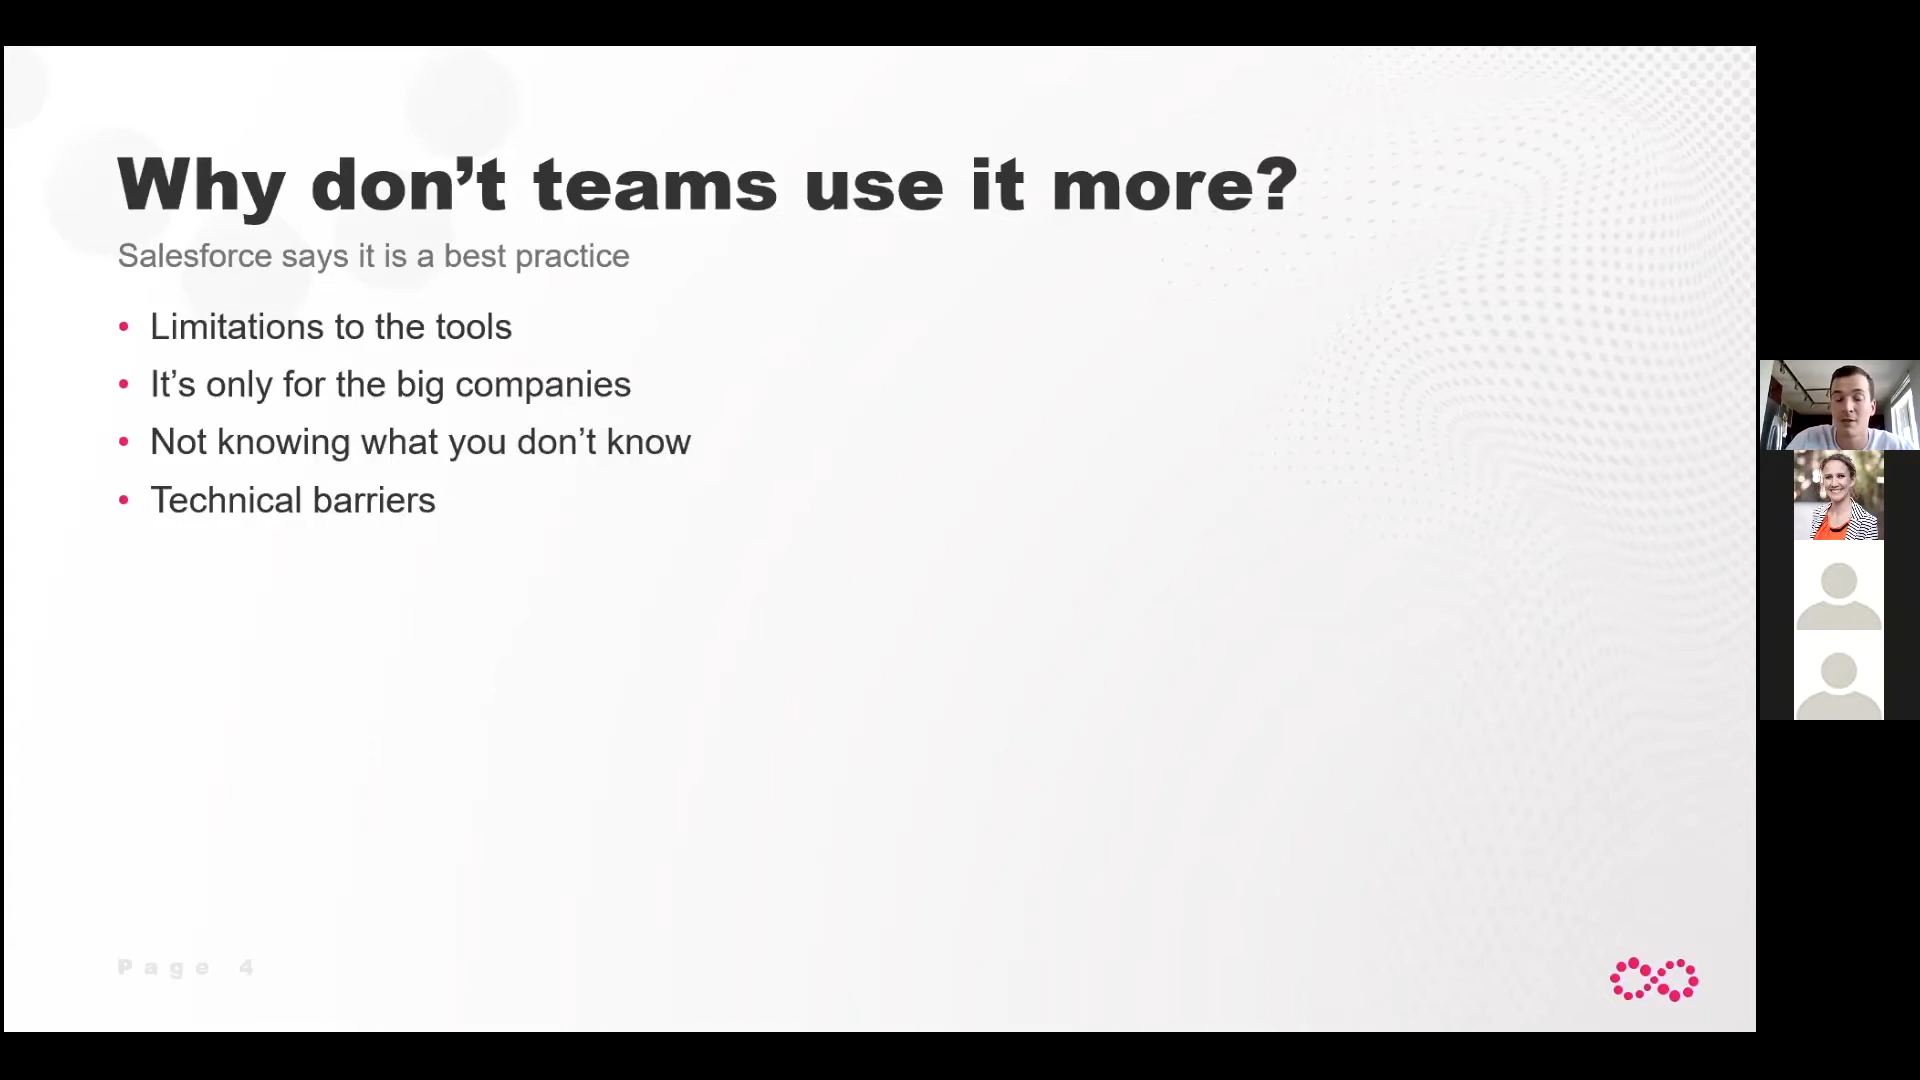 Why don’t teams use it more?
Salesforce says it is a best practice
• Limitations to the tools
• It’s only for the big companies
• Not knowing what you don’t know
• Technical barriers
Page 4